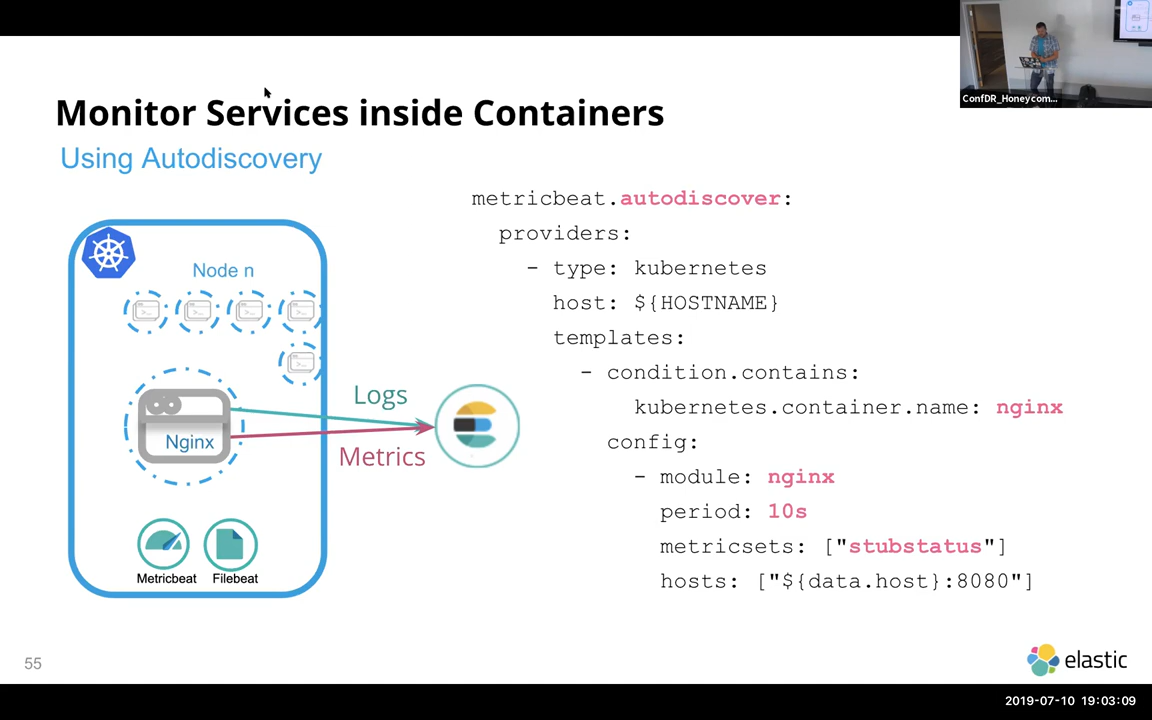 ConfDR_Honeycom...
Monitor Services inside Containers
Using Autodiscovery
Node n
Nginx
Logs
Metrics
Metricbeat
Filebeat
metricbeat.autodiscover:
providers:
- type: kubernetes
host: ${HOSTNAME}
templates:
- condition.contains:
kubernetes.container.name: nginx
config:
- module: nginx
period: 10s
metricsets: ["stubstatus"]
hosts: ["${data.host}:8080"]
55
elastic
2019-07-10 19:03:09